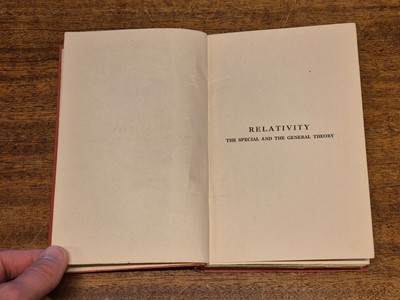 RELATIVITY
THE SPECIAL AND THE GENERAL THEORY